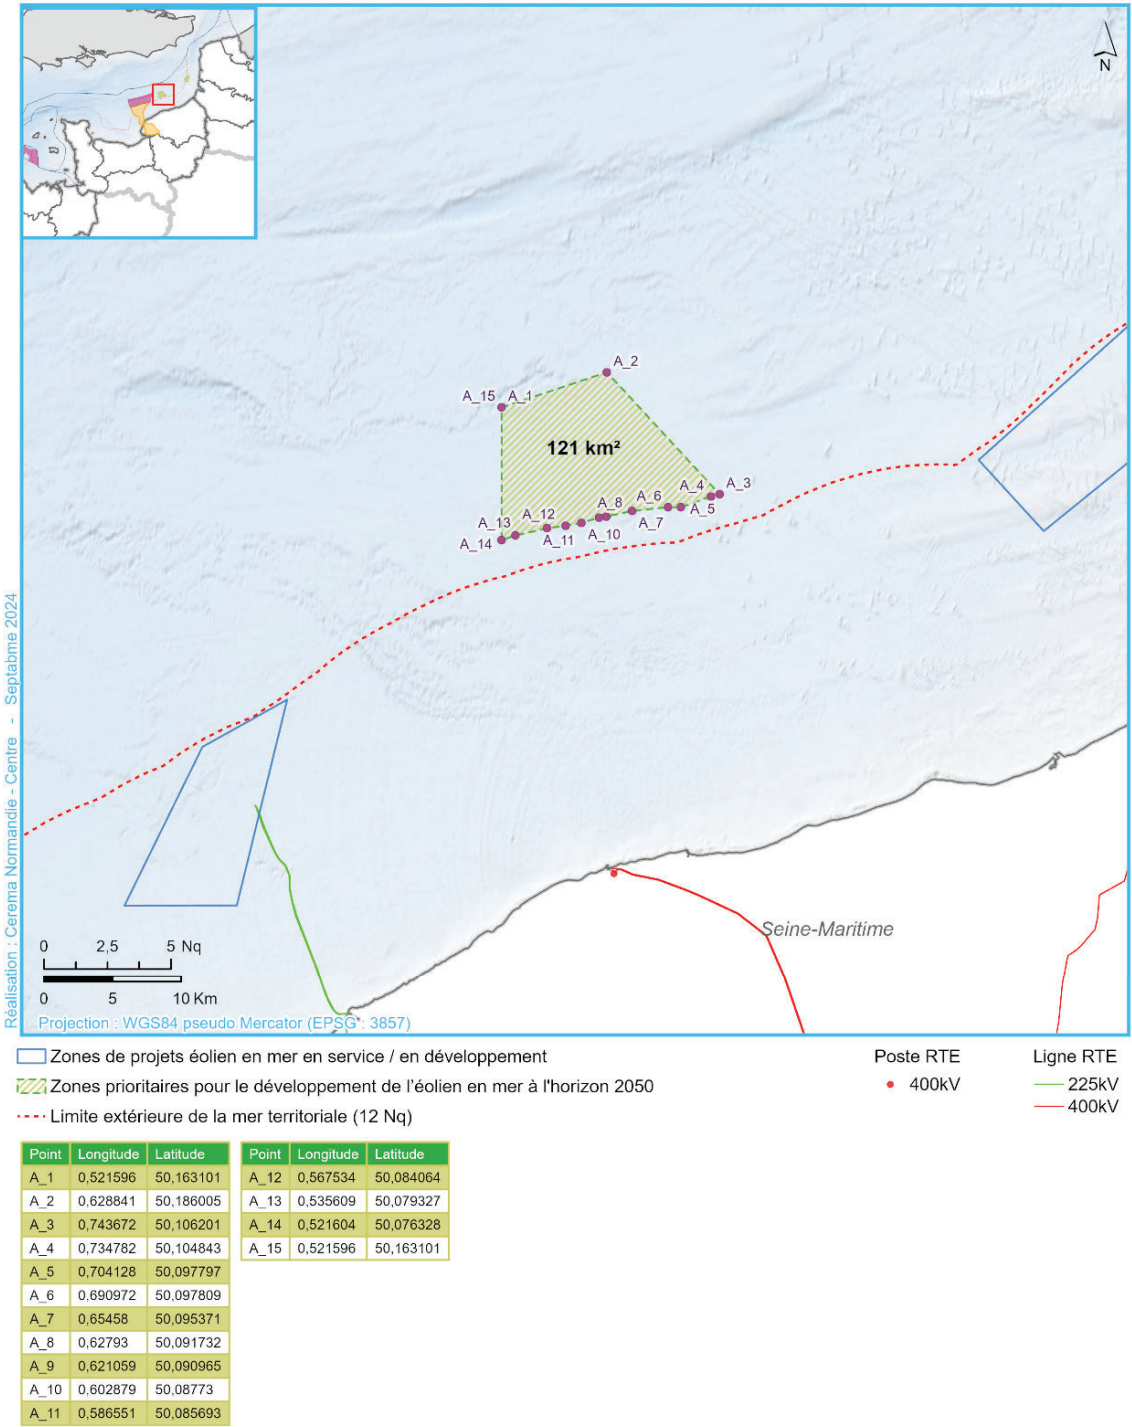 N
A_2
A_15
A_1
121 km²
A_3
A_4
A_8
A_6
A_5
A_7
A_12
A_13
A_10
A_11
A_14
Réalisation : Cerema Normandie - Centre - Septabme 2024
Seine-Maritime
0 2,5 5 Nq
0 5 10 Km
Projection : WGS84 pseudo Mercator (EPSG : 3857)
Zones de projets éolien en mer en service / en développement
Zones prioritaires pour le développement de l'éolien en mer à l'horizon 2050
Limite extérieure de la mer territoriale (12 Nq)
Poste RTE
400kV
Ligne RTE
225kV
400kV
Point Longitude Latitude
A_1 0,521596 50,163101
A_2 0,628841 50,186005
A_3 0,743672 50,106201
A_4 0,734782 50,104843
A_5 0,704128 50,097797
A_6 0,690972 50,097809
A_7 0,65458 50,095371
A_8 0,62793 50,091732
A_9 0,621059 50,090965
A_10 0,602879 50,08773
A_11 0,586551 50,085693
Point Longitude Latitude
A_12 0,567534 50,084064
A_13 0,535609 50,079327
A_14 0,521604 50,076328
A_15 0,521596 50,163101